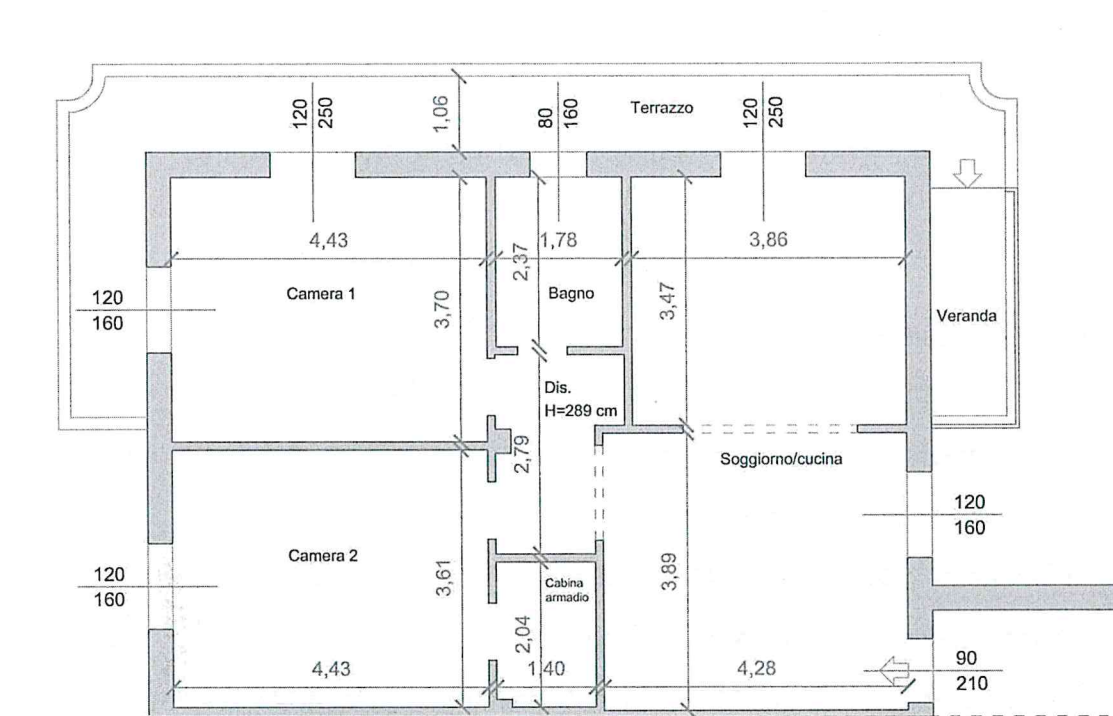 120
250
1,06
80
160
Terrazzo
120
250
4,43
2,37
1,78
3,86
120
160
Camera 1
3,70
Bagno
3,47
Veranda
Dis.
H=289 cm
2,79
Soggiorno/cucina
120
160
Camera 2
120
160
3,61
Cabina
armadio
3,89
2,04
4,43
1,40
4,28
90
210